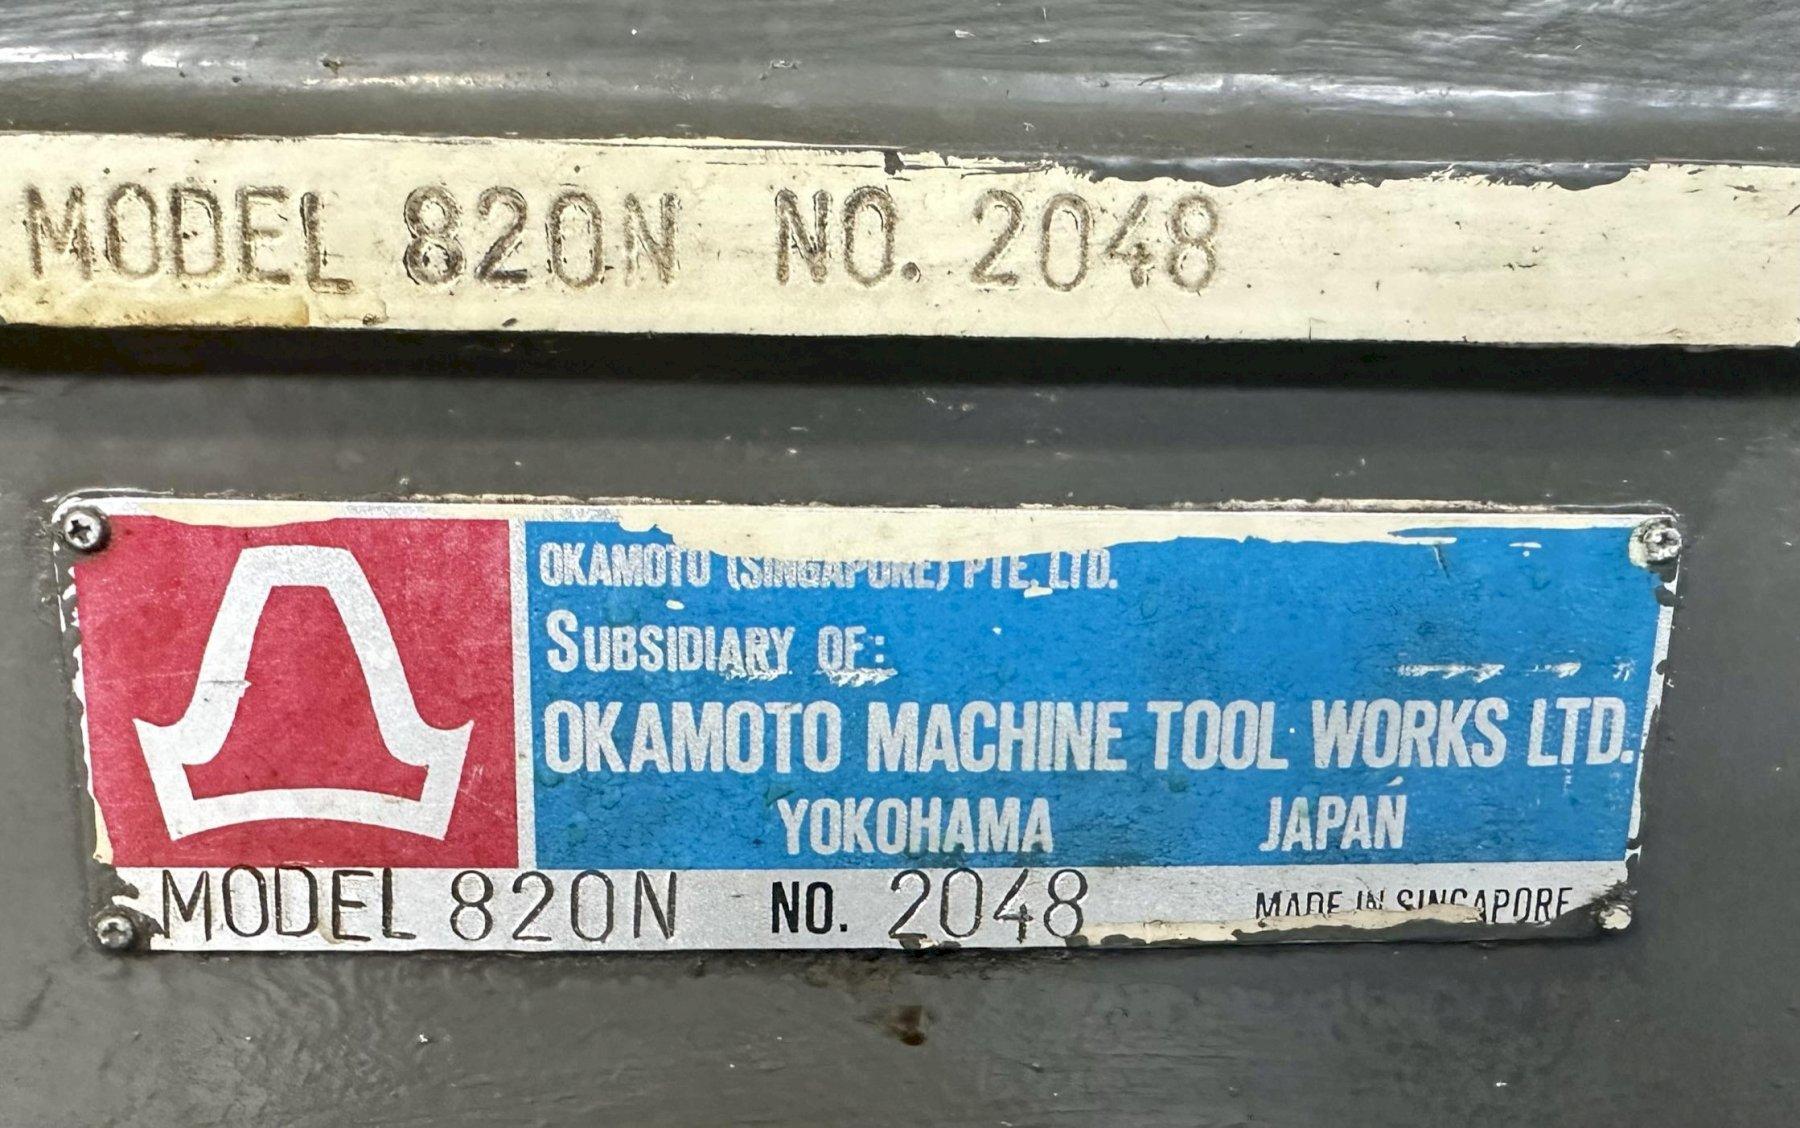 MODEL 820N NO. 2048
OKAMOTO (SINGAPORE) PTE. LTD.
SUBSIDIARY OF:
OKAMOTO MACHINE TOOL WORKS LTD.
YOKOHAMA JAPAN
MODEL 820N NO. 2048
MADE IN SINGAPORE